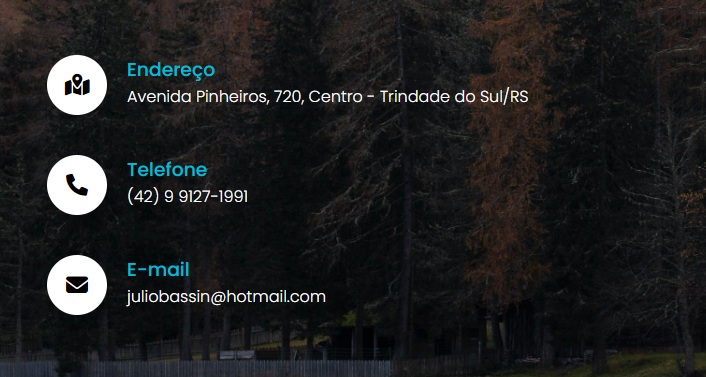 Endereço
Avenida Pinheiros, 720, Centro - Trindade do Sul/RS
Telefone
(42) 9 9127-1991
E-mail
juliobassin@hotmail.com